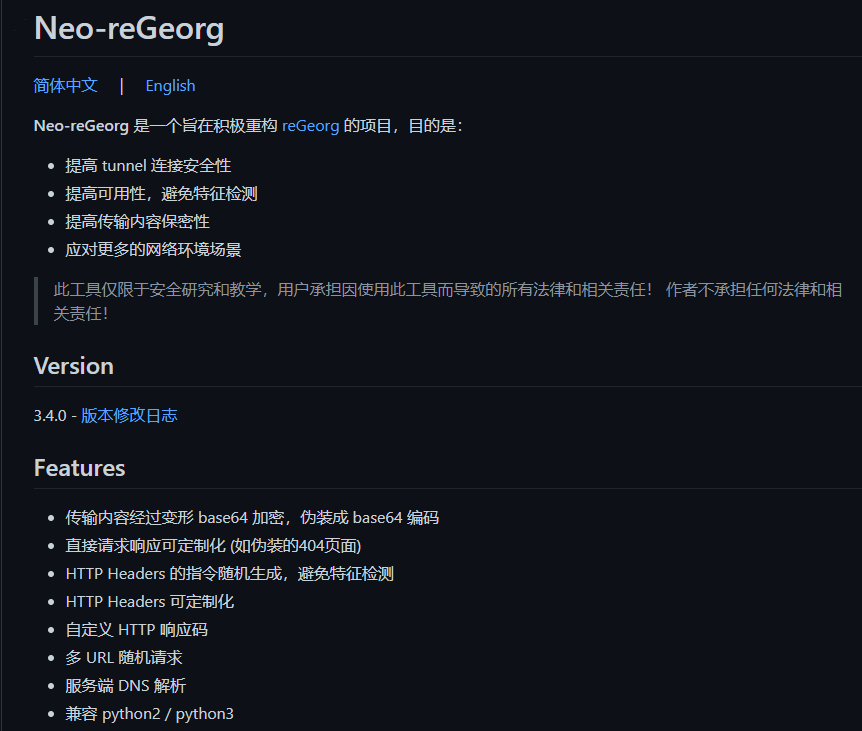 Neo-reGeorg
简体中文 | English
Neo-reGeorg 是一个旨在积极重构 reGeorg 的项目，目的是：
提高 tunnel 连接安全性
提高可用性，避免特征检测
提高传输内容保密性
应对更多的网络环境场景
此工具仅限于安全研究和教学，用户承担因使用此工具而导致的所有法律和相关责任！ 作者不承担任何法律和相
关责任！
Version
3.4.0 - 版本修改日志
Features
传输内容经过变形 base64 加密，伪装成 base64 编码
直接请求响应可定制化 (如伪装的404页面)
HTTP Headers 的指令随机生成，避免特征检测
HTTP Headers 可定制化
自定义 HTTP 响应码
多 URL 随机请求
服务端 DNS 解析
兼容 python2 / python3